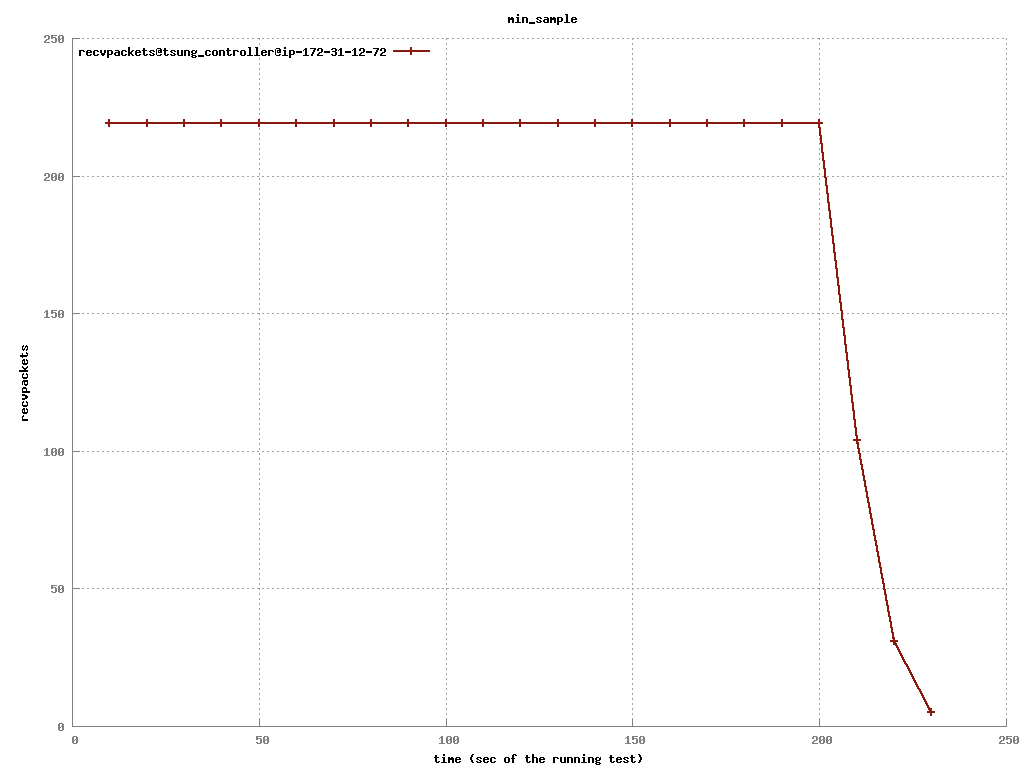 min_sample
250
recvpackets@tsung_controller@ip-172-31-12-72
200
150
recvpackets
100
50
0
0 50 100 150 200 250
time (sec of the running test)